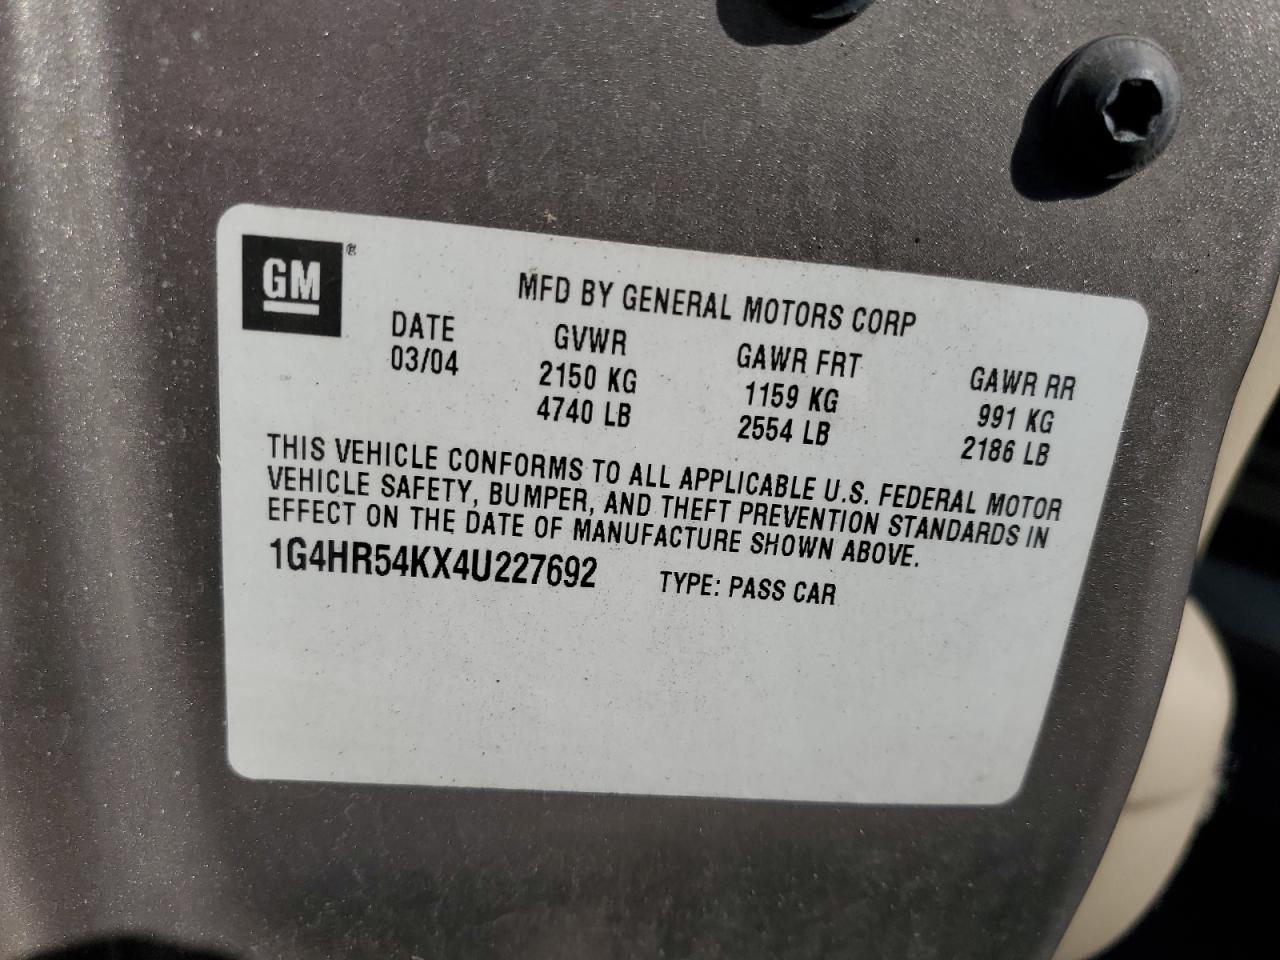 GM®
MFD BY GENERAL MOTORS CORP
DATE GVWR GAWR FRT GAWR RR
03/04 2150 KG 1159 KG 991 KG
4740 LB 2554 LB 2186 LB
THIS VEHICLE CONFORMS TO ALL APPLICABLE U.S. FEDERAL MOTOR
VEHICLE SAFETY, BUMPER, AND THEFT PREVENTION STANDARDS IN
EFFECT ON THE DATE OF MANUFACTURE SHOWN ABOVE.
1G4HR54KX4U227692 TYPE: PASS CAR